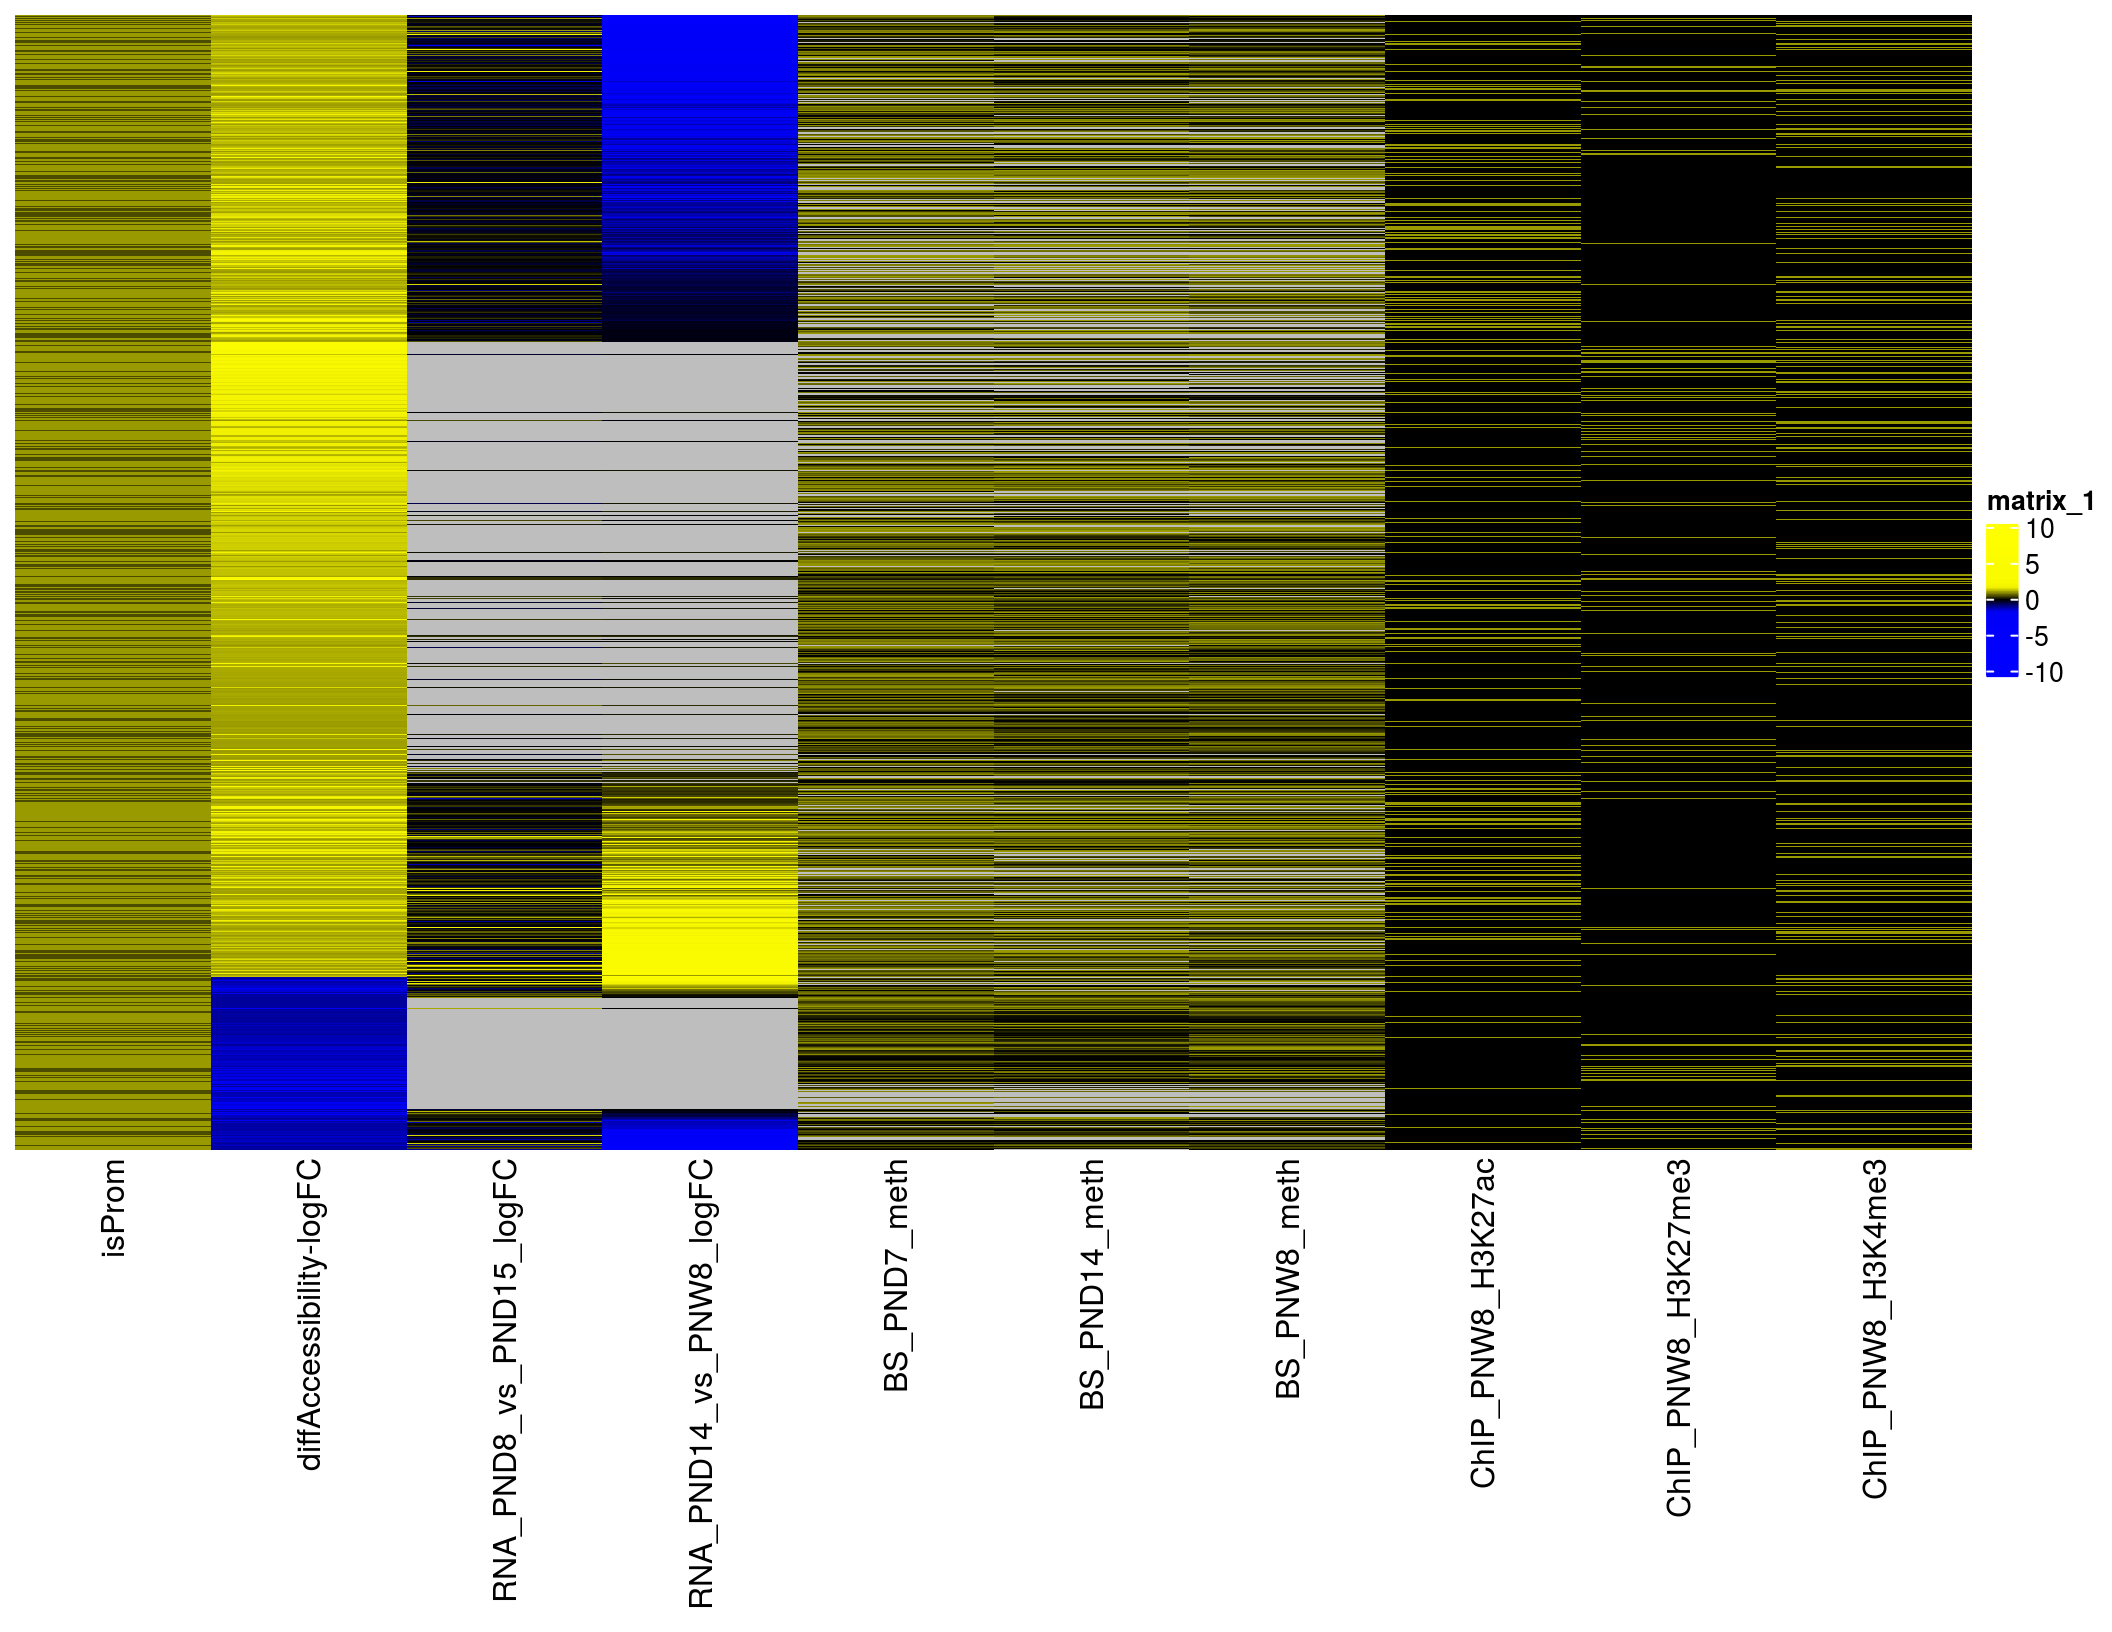 matrix_1
10
5
0
-5
-10
isProm
diffAccessibility-logFC
RNA_PND8_vs_PND15_logFC
RNA_PND14_vs_PNW8_logFC
BS_PND7_meth
BS_PND14_meth
BS_PNW8_meth
ChIP_PNW8_H3K27ac
ChIP_PNW8_H3K27me3
ChIP_PNW8_H3K4me3